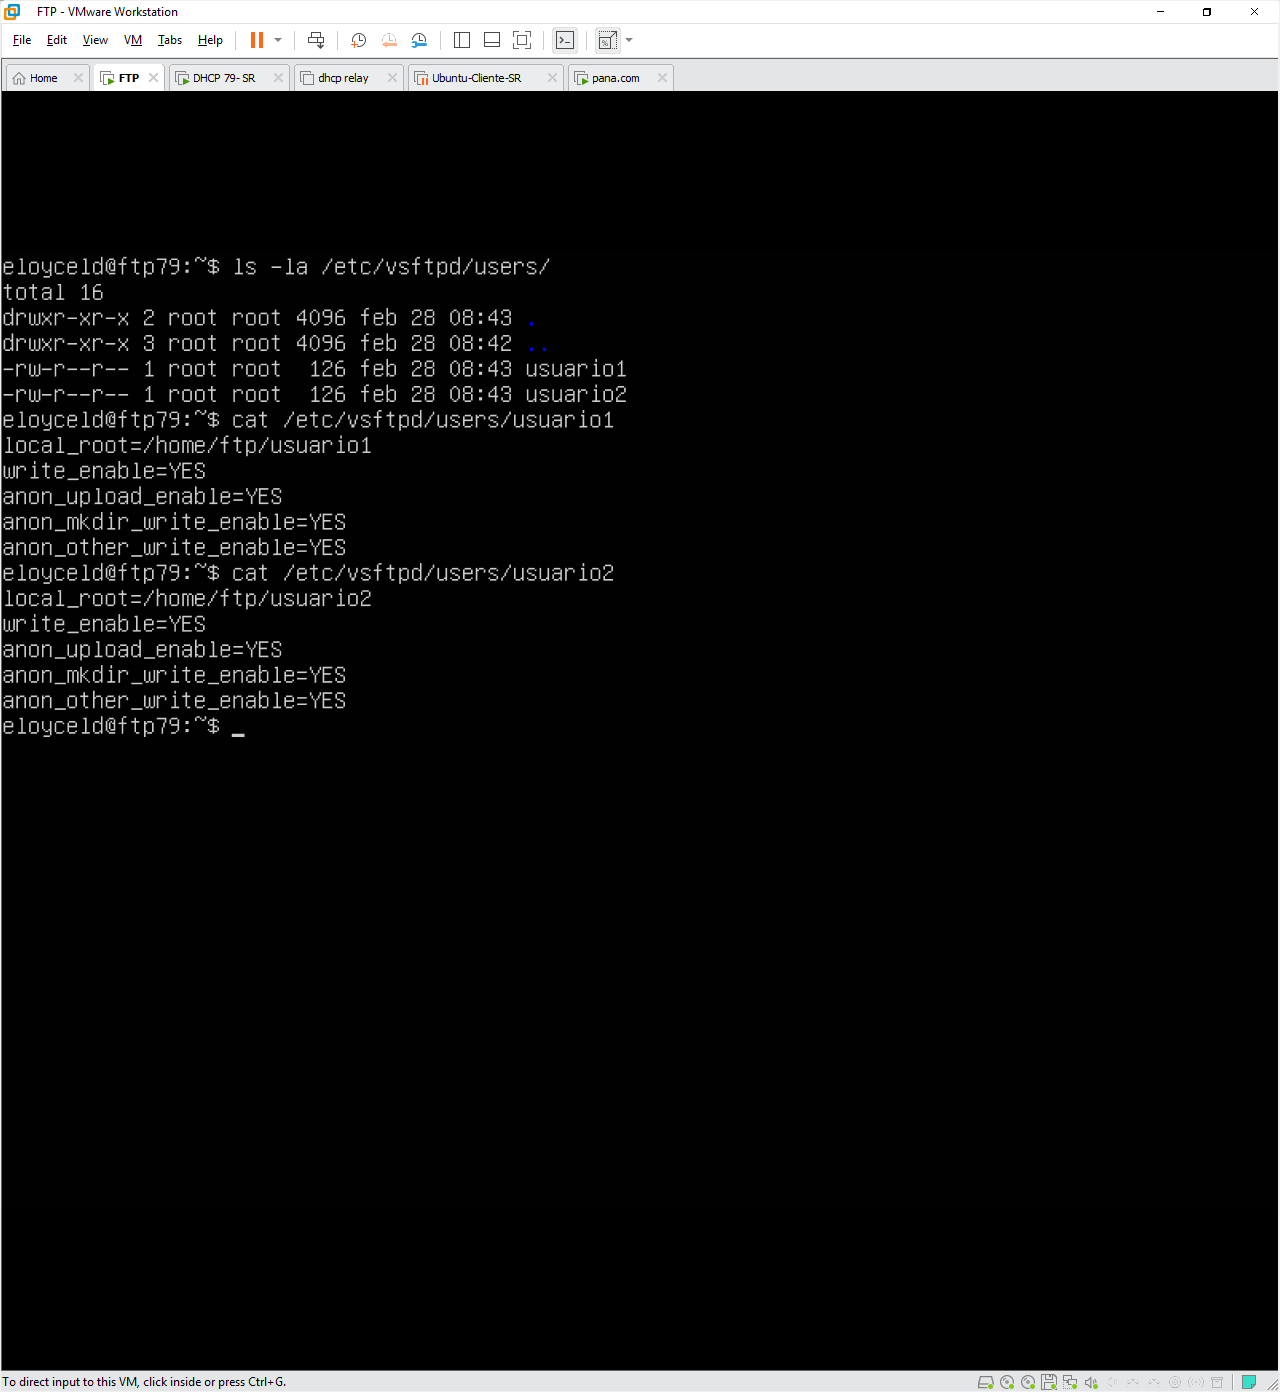 FTP - VMware Workstation
File Edit View VM Tabs Help
Home FTP DHCP 79- SR dhcp relay Ubuntu-Cliente-SR pana.com
eloyceld@ftp79:~$ ls -la /etc/vsftpd/users/
total 16
drwxr-xr-x 2 root root 4096 feb 28 08:43 .
drwxr-xr-x 3 root root 4096 feb 28 08:42 ..
-rw-r--r-- 1 root root  126 feb 28 08:43 usuario1
-rw-r--r-- 1 root root  126 feb 28 08:43 usuario2
eloyceld@ftp79:~$ cat /etc/vsftpd/users/usuario1
local_root=/home/ftp/usuario1
write_enable=YES
anon_upload_enable=YES
anon_mkdir_write_enable=YES
anon_other_write_enable=YES
eloyceld@ftp79:~$ cat /etc/vsftpd/users/usuario2
local_root=/home/ftp/usuario2
write_enable=YES
anon_upload_enable=YES
anon_mkdir_write_enable=YES
anon_other_write_enable=YES
eloyceld@ftp79:~$ _
To direct input to this VM, click inside or press Ctrl+G.